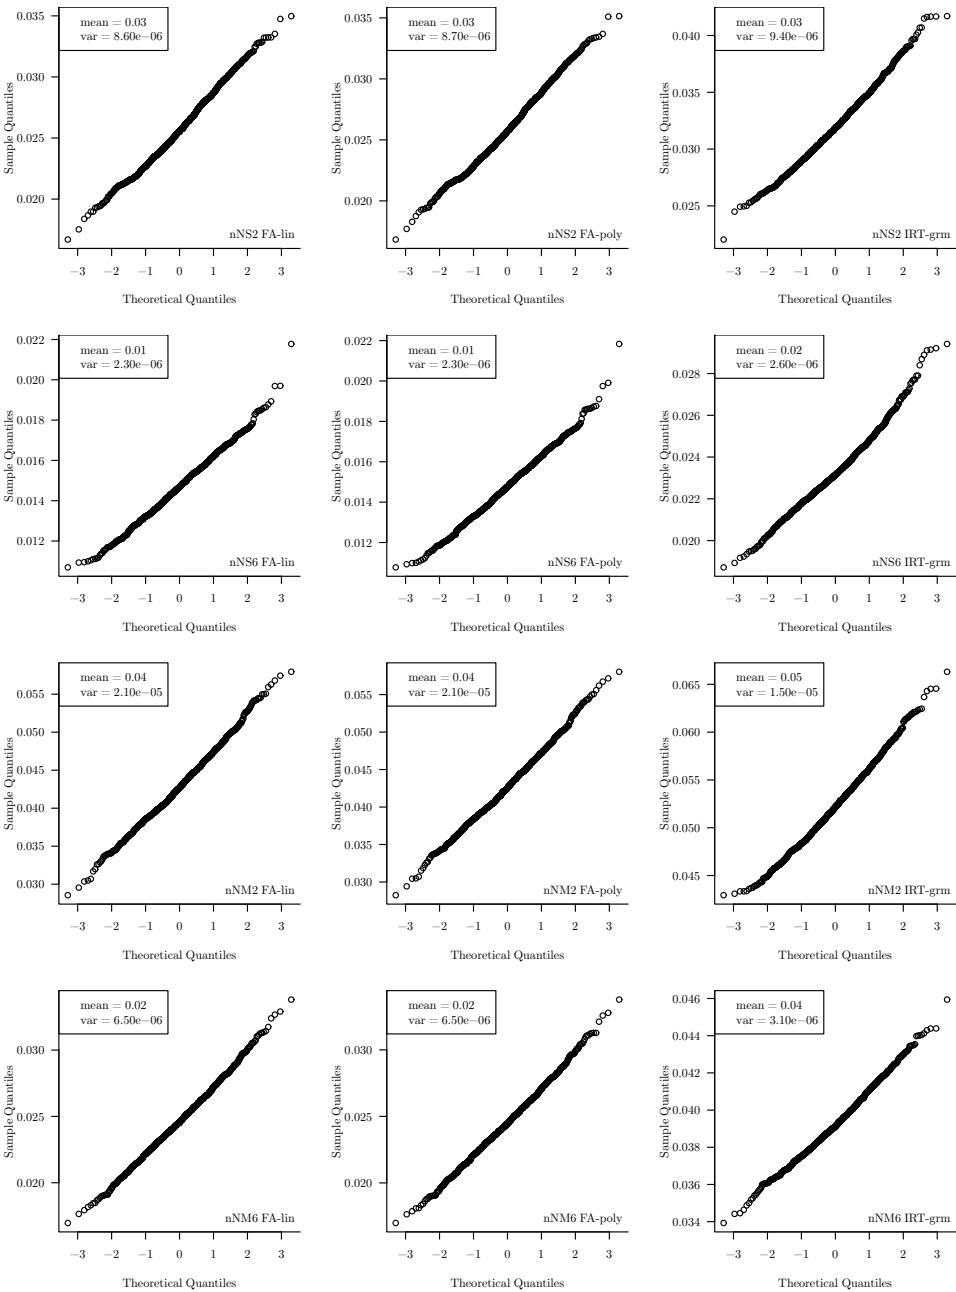 mean = 0.03
var = 8.60e−06
0.035
0.030
0.025
0.020
Sample Quantiles
nNS2 FA-lin
−3 −2 −1 0 1 2 3
Theoretical Quantiles
mean = 0.03
var = 8.70e−06
0.035
0.030
0.025
0.020
Sample Quantiles
nNS2 FA-poly
−3 −2 −1 0 1 2 3
Theoretical Quantiles
mean = 0.03
var = 9.40e−06
0.040
0.035
0.030
0.025
Sample Quantiles
nNS2 IRT-grm
−3 −2 −1 0 1 2 3
Theoretical Quantiles
mean = 0.01
var = 2.30e−06
0.022
0.020
0.018
0.016
0.014
0.012
Sample Quantiles
nNS6 FA-lin
−3 −2 −1 0 1 2 3
Theoretical Quantiles
mean = 0.01
var = 2.30e−06
0.022
0.020
0.018
0.016
0.014
0.012
Sample Quantiles
nNS6 FA-poly
−3 −2 −1 0 1 2 3
Theoretical Quantiles
mean = 0.02
var = 2.60e−06
0.028
0.026
0.024
0.022
0.020
Sample Quantiles
nNS6 IRT-grm
−3 −2 −1 0 1 2 3
Theoretical Quantiles
mean = 0.04
var = 2.10e−05
0.055
0.050
0.045
0.040
0.035
0.030
Sample Quantiles
nNM2 FA-lin
−3 −2 −1 0 1 2 3
Theoretical Quantiles
mean = 0.04
var = 2.10e−05
0.055
0.050
0.045
0.040
0.035
0.030
Sample Quantiles
nNM2 FA-poly
−3 −2 −1 0 1 2 3
Theoretical Quantiles
mean = 0.05
var = 1.50e−05
0.065
0.060
0.055
0.050
0.045
Sample Quantiles
nNM2 IRT-grm
−3 −2 −1 0 1 2 3
Theoretical Quantiles
mean = 0.02
var = 6.50e−06
0.030
0.025
0.020
Sample Quantiles
nNM6 FA-lin
−3 −2 −1 0 1 2 3
Theoretical Quantiles
mean = 0.02
var = 6.50e−06
0.030
0.025
0.020
Sample Quantiles
nNM6 FA-poly
−3 −2 −1 0 1 2 3
Theoretical Quantiles
mean = 0.04
var = 3.10e−06
0.046
0.044
0.042
0.040
0.038
0.036
0.034
Sample Quantiles
nNM6 IRT-grm
−3 −2 −1 0 1 2 3
Theoretical Quantiles